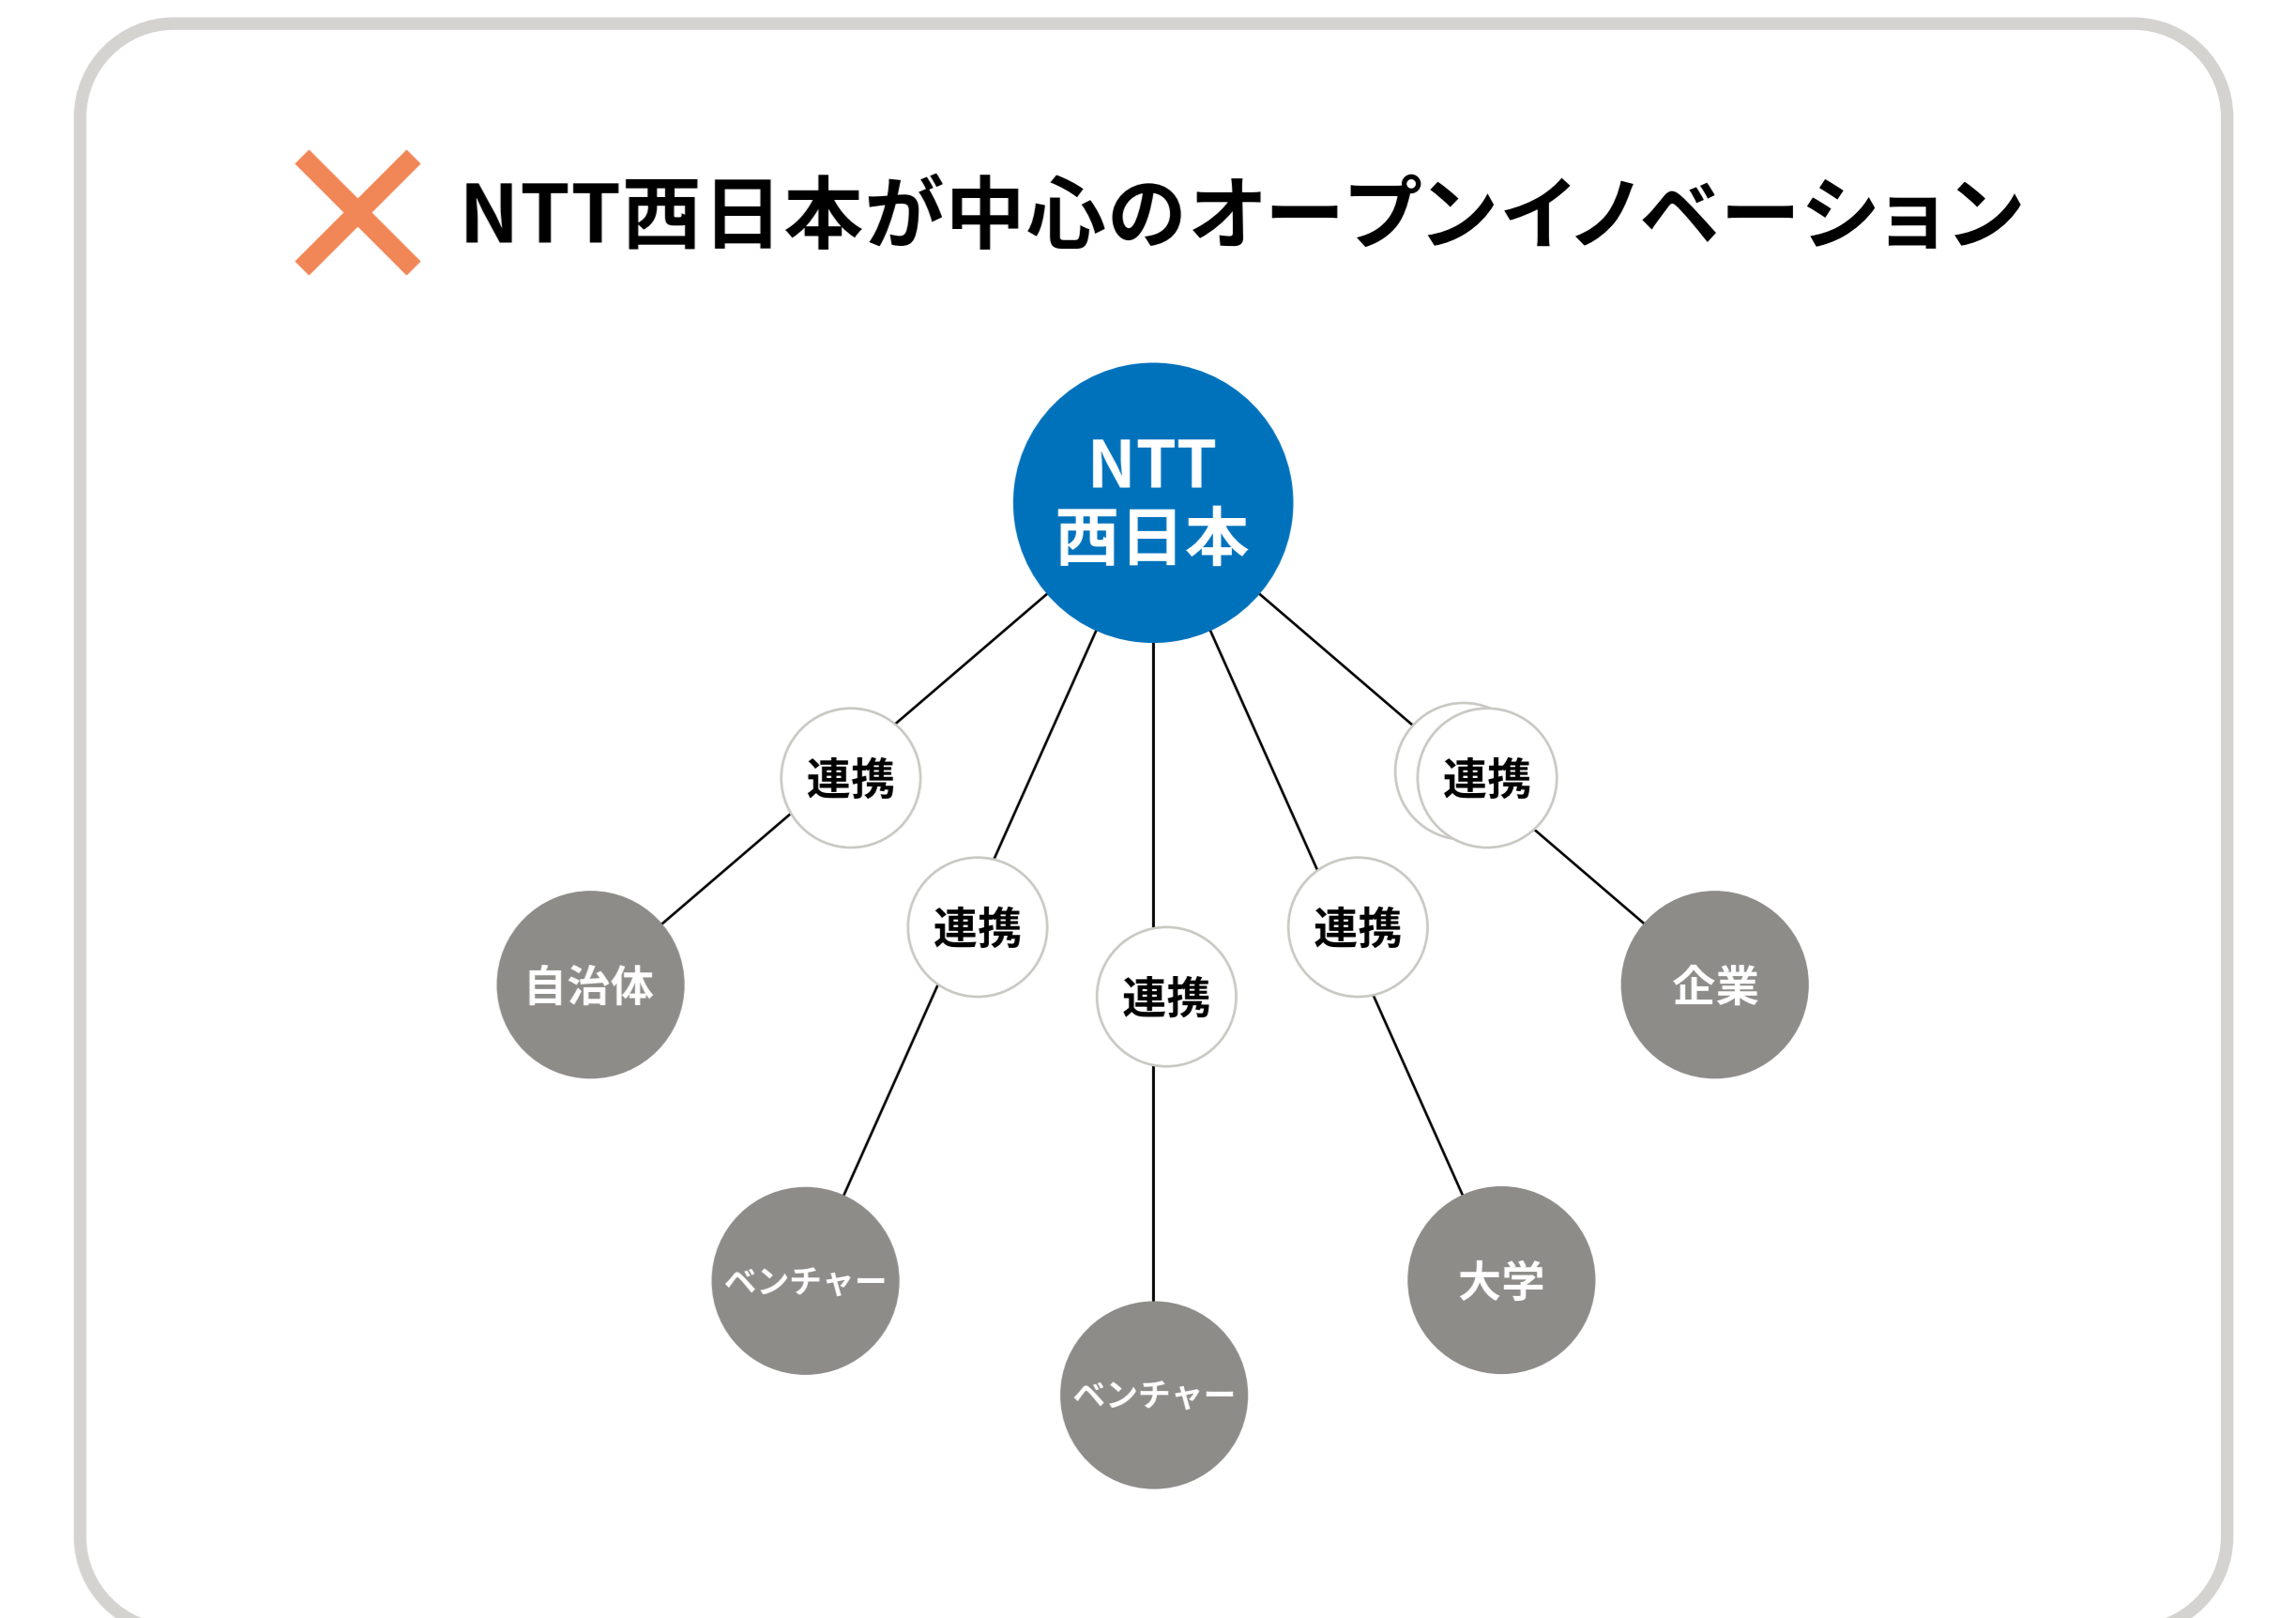 NTT西日本が中心のオープンイノベーション
NTT
西日本
連携
連携
連携
連携
連携
自治体
企業
ベンチャー
大学
ベンチャー